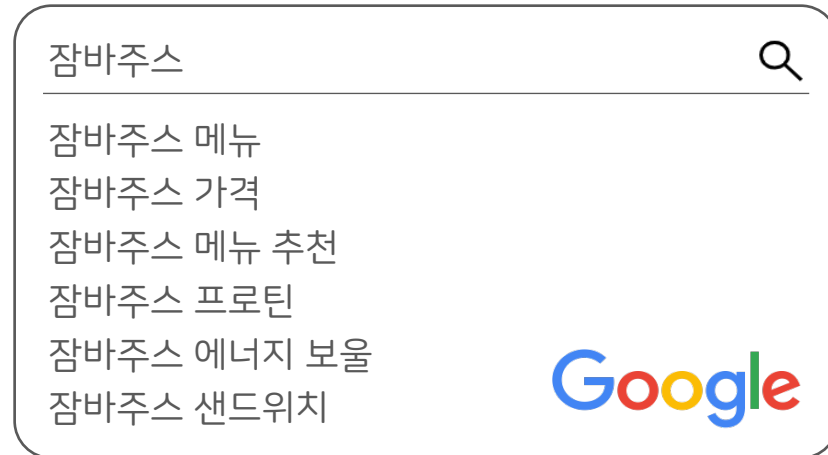 잠바주스
잠바주스 메뉴
잠바주스 가격
잠바주스 메뉴 추천
잠바주스 프로틴
잠바주스 에너지 보울
잠바주스 샌드위치
Google